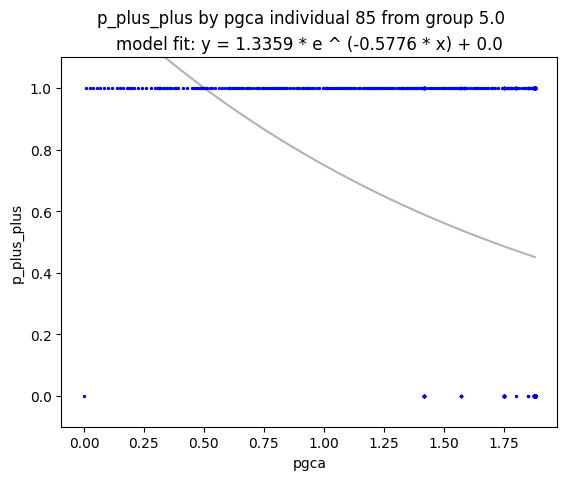 p_plus_plus by pgca individual 85 from group 5.0
model fit: y = 1.3359 * e ^ (-0.5776 * x) + 0.0
1.0
0.8
0.6
0.4
0.2
0.0
p_plus_plus
0.00 0.25 0.50 0.75 1.00 1.25 1.50 1.75
pgca